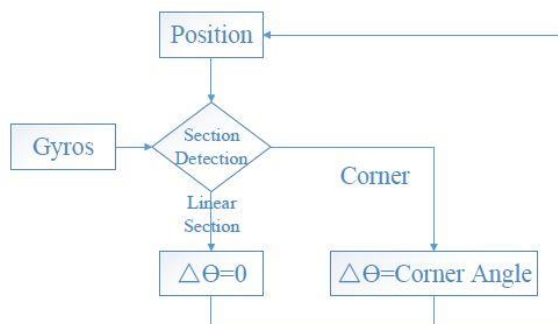 Position
Section
Detection
Gyros
Corner
Linear
Section
△Θ=0
△Θ=Corner Angle